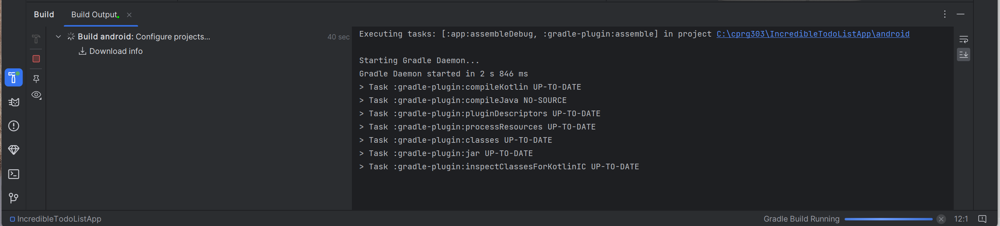 Build
Build Output
Build android: Configure projects...
40 sec
Download info
Executing tasks: [:app:assembleDebug, :gradle-plugin:assemble] in project C:\cprg303\IncredibleTodoListApp\android
Starting Gradle Daemon...
Gradle Daemon started in 2 s 846 ms
> Task :gradle-plugin:compileKotlin UP-TO-DATE
> Task :gradle-plugin:compileJava NO-SOURCE
> Task :gradle-plugin:pluginDescriptors UP-TO-DATE
> Task :gradle-plugin:processResources UP-TO-DATE
> Task :gradle-plugin:classes UP-TO-DATE
> Task :gradle-plugin:jar UP-TO-DATE
> Task :gradle-plugin:inspectClassesForKotlinIC UP-TO-DATE
IncredibleTodoListApp
Gradle Build Running
12:1